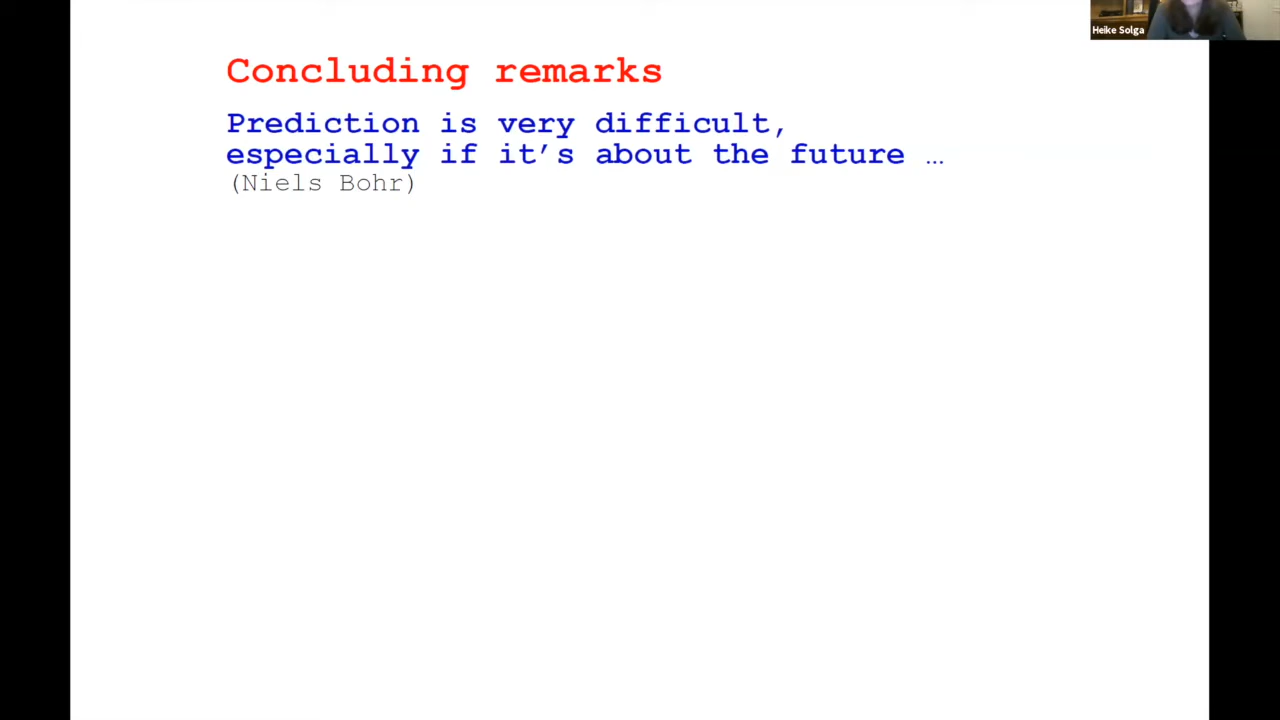 Heike Solga
Concluding remarks
Prediction is very difficult,
especially if it’s about the future …
(Niels Bohr)